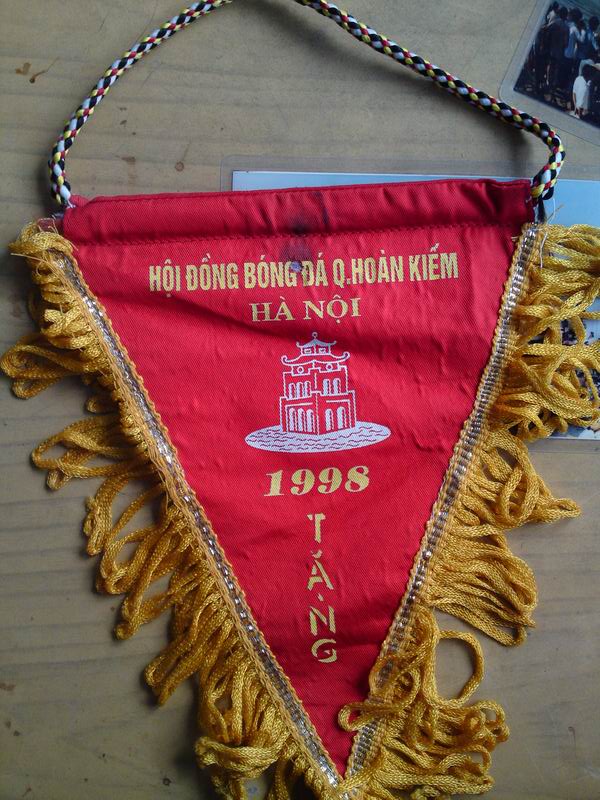 HỘI ĐỒNG BÓNG ĐÁ Q.HOÀN KIẾM
HÀ NỘI
1998
TẶNG